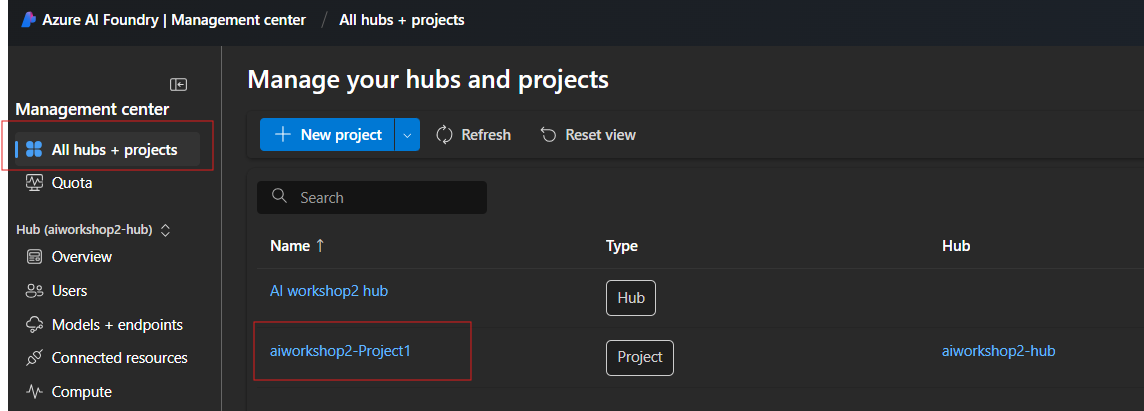 Azure AI Foundry | Management center / All hubs + projects
Management center
All hubs + projects
Quota
Hub (aiworkshop2-hub)
Overview
Users
Models + endpoints
Connected resources
Compute
Manage your hubs and projects
New project Refresh Reset view
Search
Name ↑ Type Hub
AI workshop2 hub Hub
aiworkshop2-Project1 Project aiworkshop2-hub